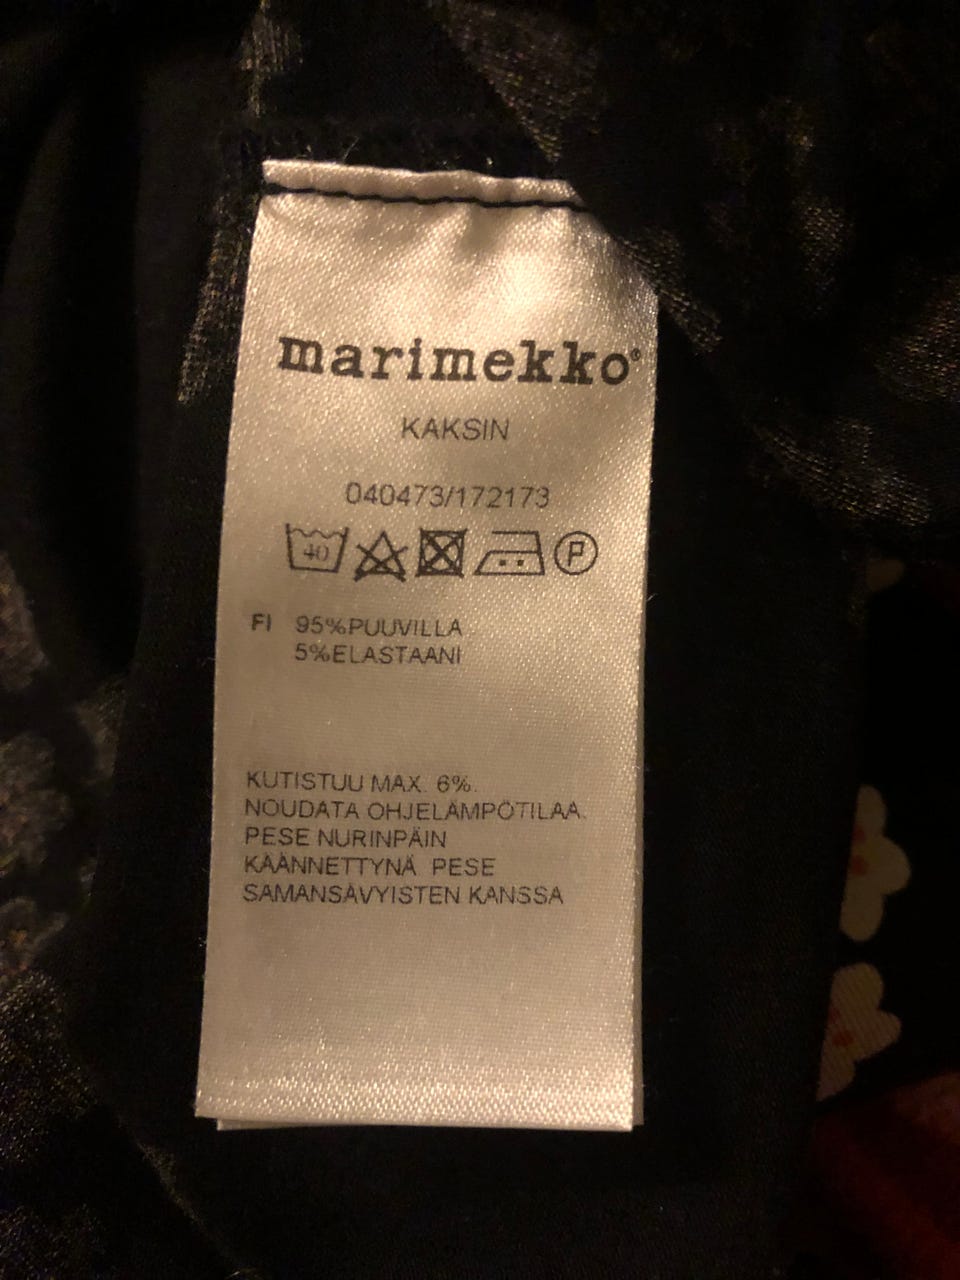 marimekko®
KAKSIN
040473/172173
40 P
FI 95%PUUVILLA
5%ELASTAANI
KUTISTUU MAX. 6%.
NOUDATA OHJELÄMPÖTILAA.
PESE NURINPÄIN
KÄÄNNETTYNÄ PESE
SAMANSÄVYISTEN KANSSA